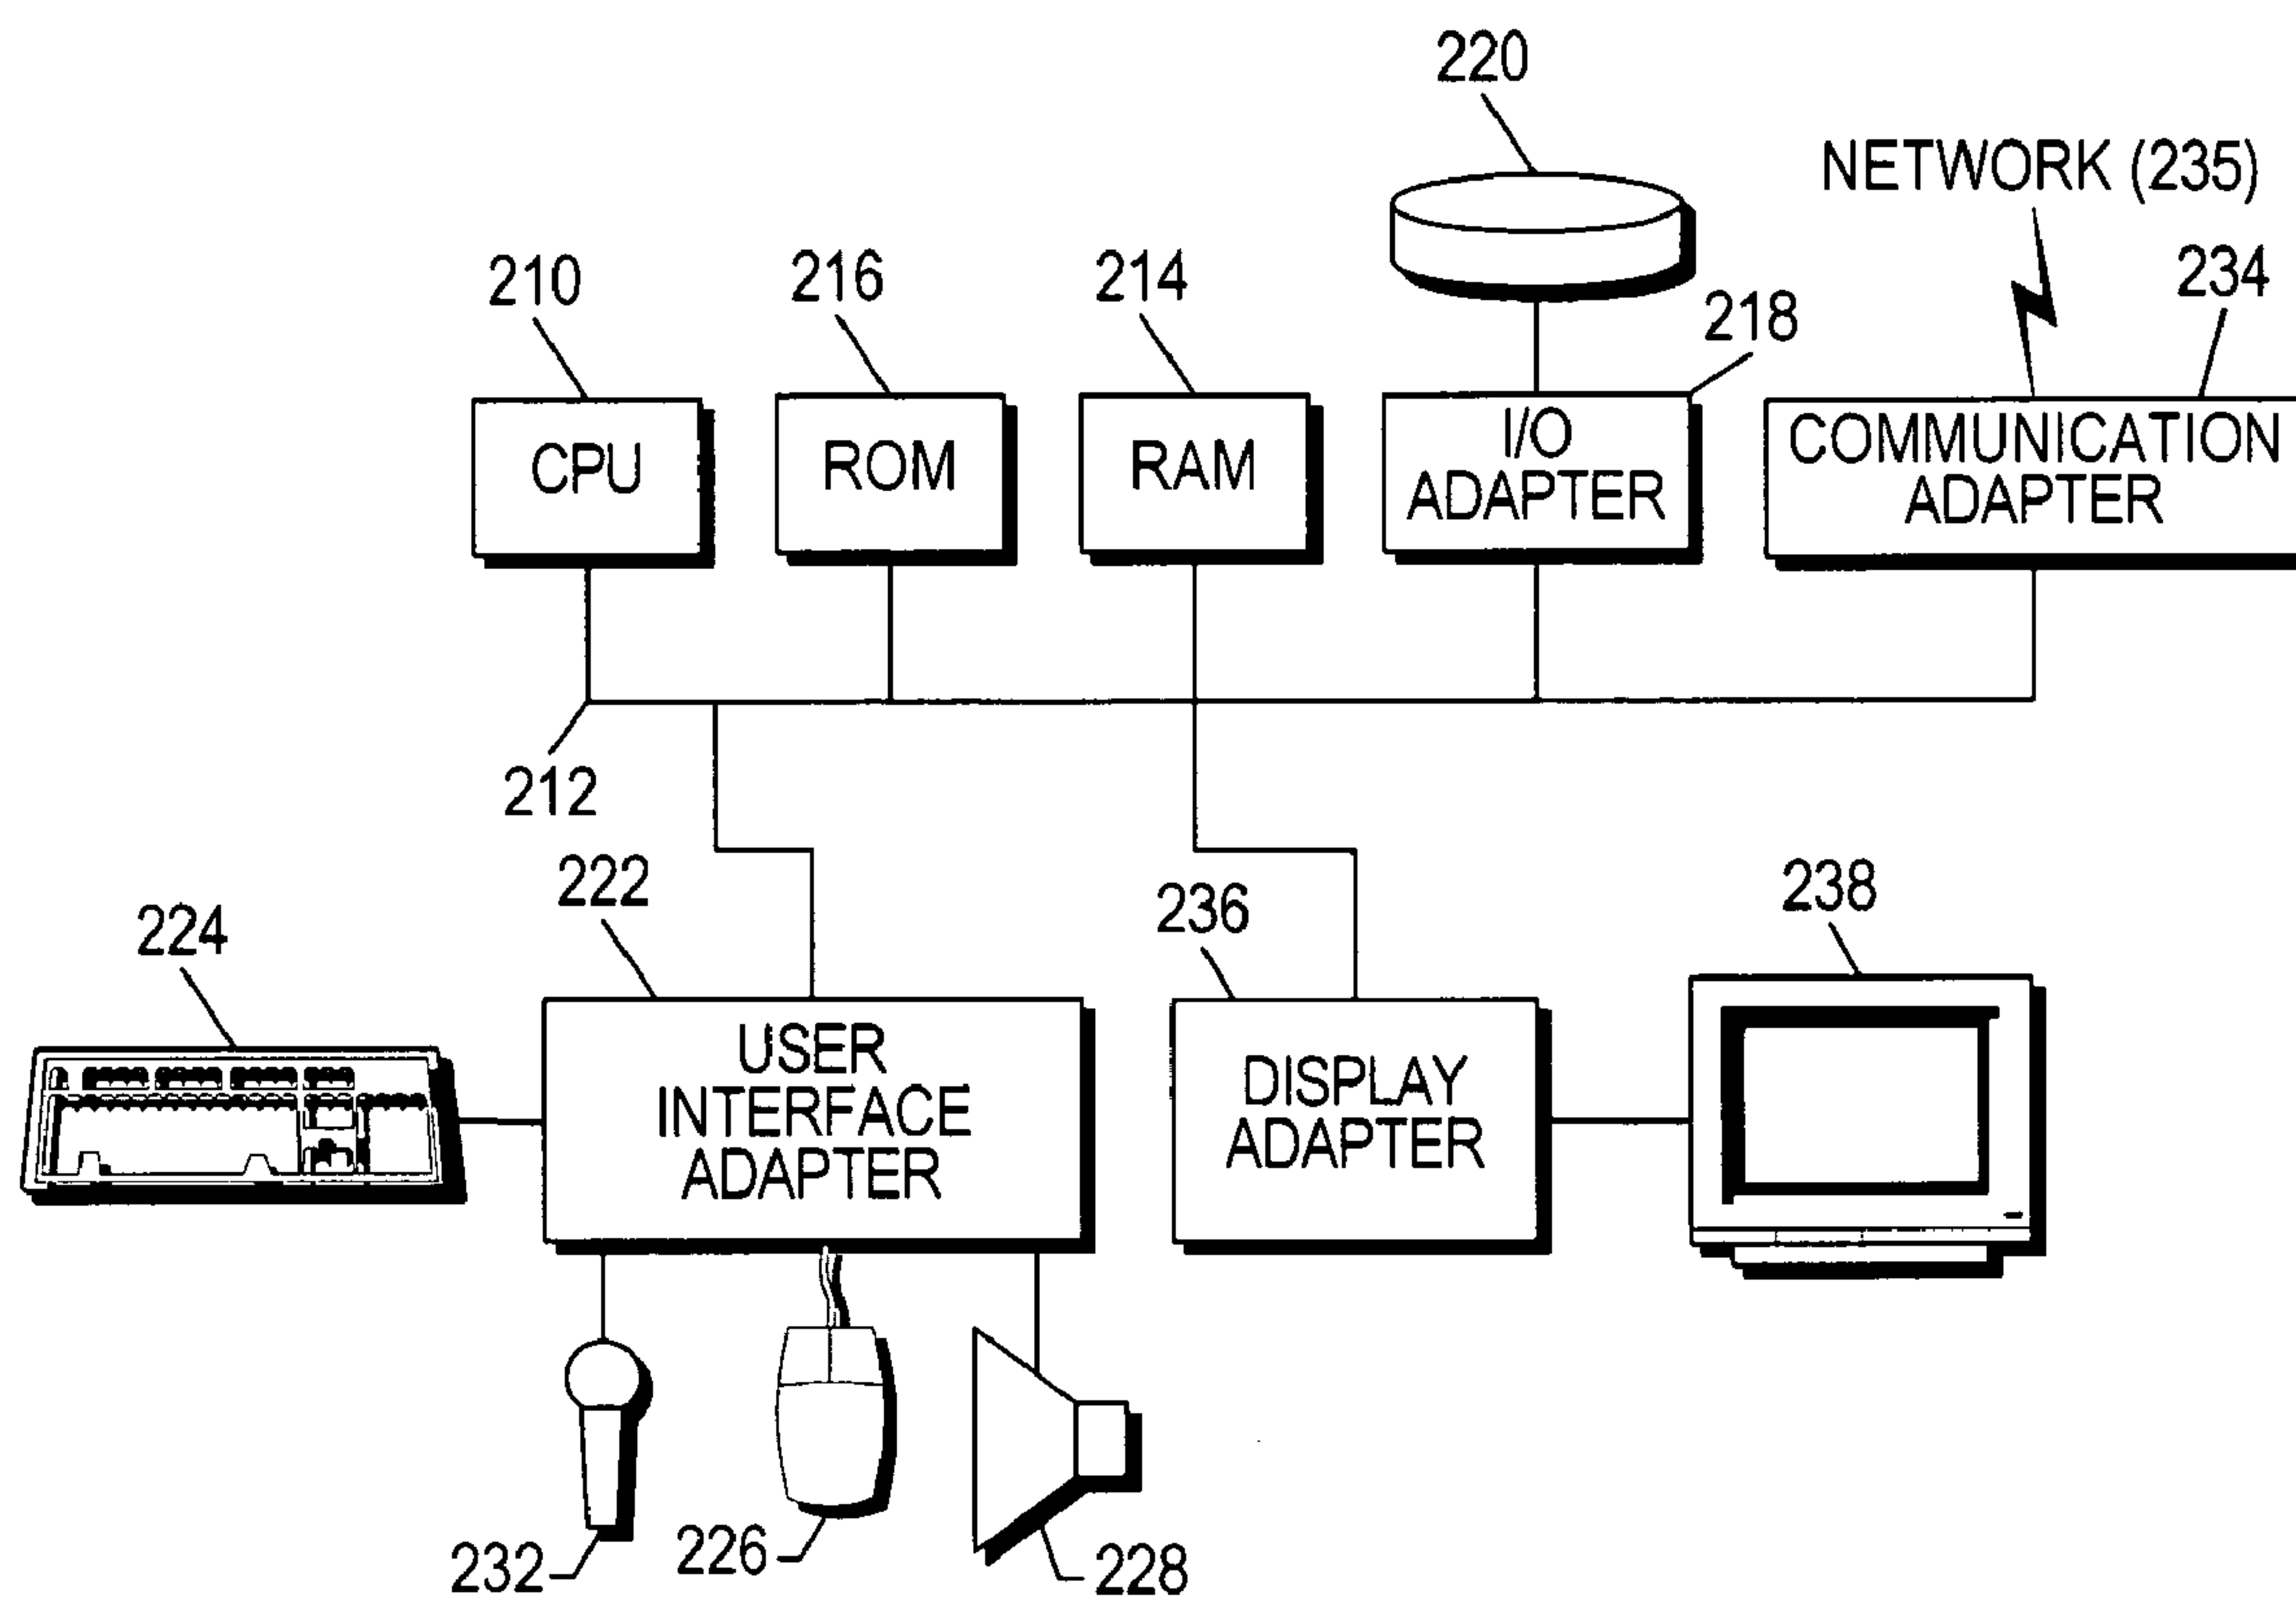 220
NETWORK (235)
210
216
214
218
234
CPU
ROM
RAM
I/O
ADAPTER
COMMUNICATION
ADAPTER
212
222
236
238
224
USER
INTERFACE
ADAPTER
DISPLAY
ADAPTER
232
226
228